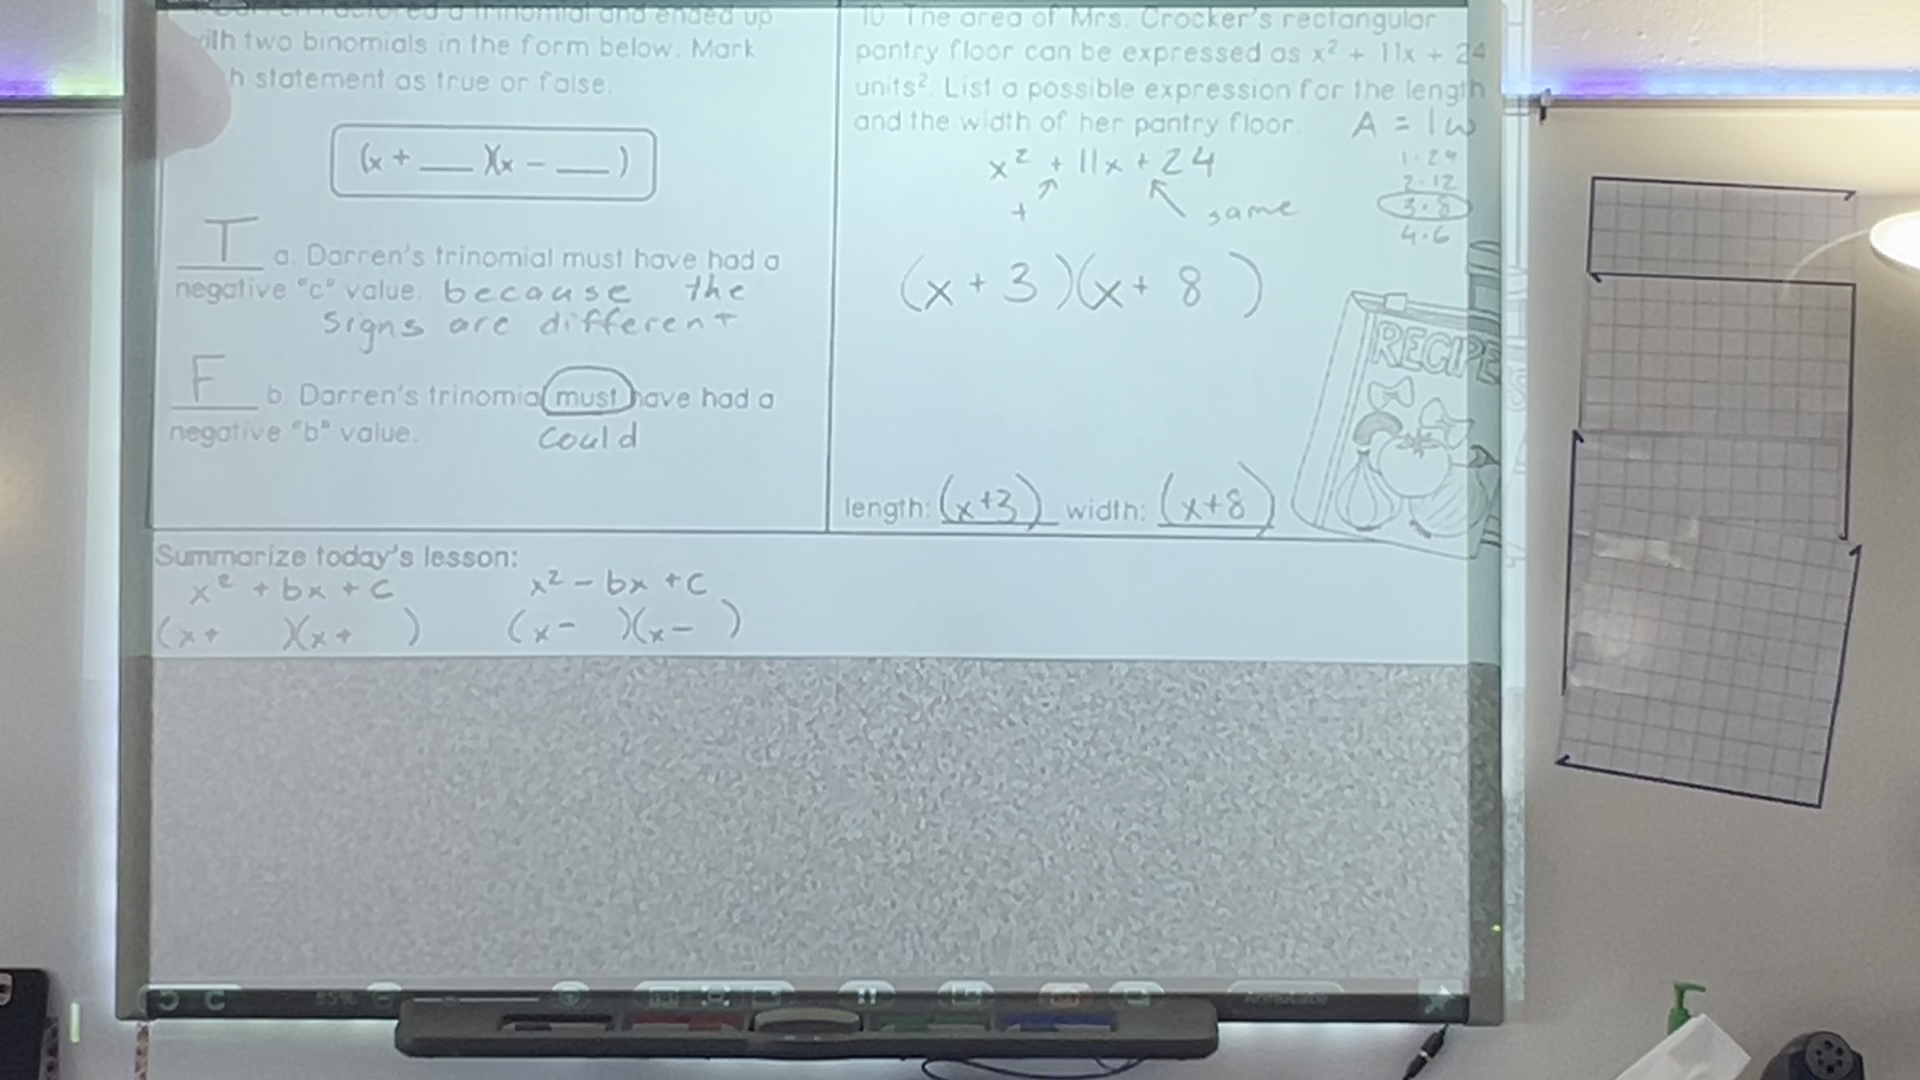 factored a trinomial and ended up
with two binomials in the form below. Mark
h statement as true or false.
(x + ___ )(x - ___ )
T a. Darren's trinomial must have had a
negative "c" value. because the
signs are different
F b. Darren's trinomial must have had a
negative "b" value. could
10. The area of Mrs. Crocker's rectangular
pantry floor can be expressed as x² + 11x + 24
units². List a possible expression for the length
and the width of her pantry floor. A = lw
x² + 11x + 24
+ same
1·24
2·12
3·8
4·6
(x + 3 )(x + 8 )
RECIPES
length: (x+3) width: (x+8)
Summarize today's lesson:
x² + bx + c x² - bx + c
(x+ )(x+ ) (x- )(x- )